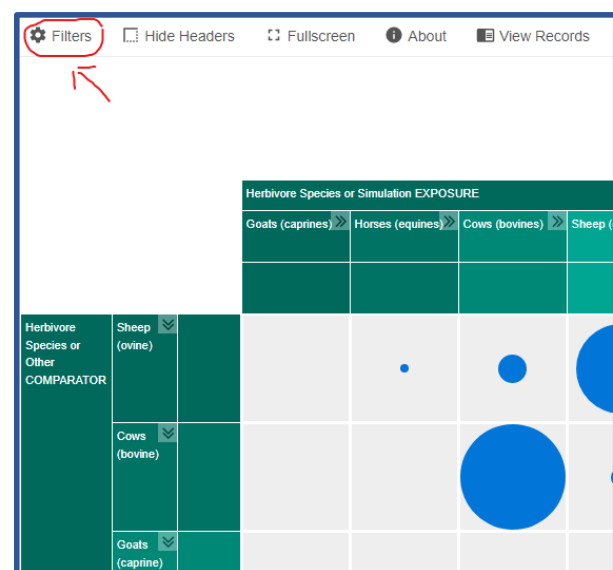 Filters Hide Headers Fullscreen About View Records
Herbivore Species or Simulation EXPOSURE
Goats (caprines) Horses (equines) Cows (bovines) Sheep (
Herbivore
Species or
Other
COMPARATOR
Sheep
(ovine)
Cows
(bovine)
Goats
(caprine)